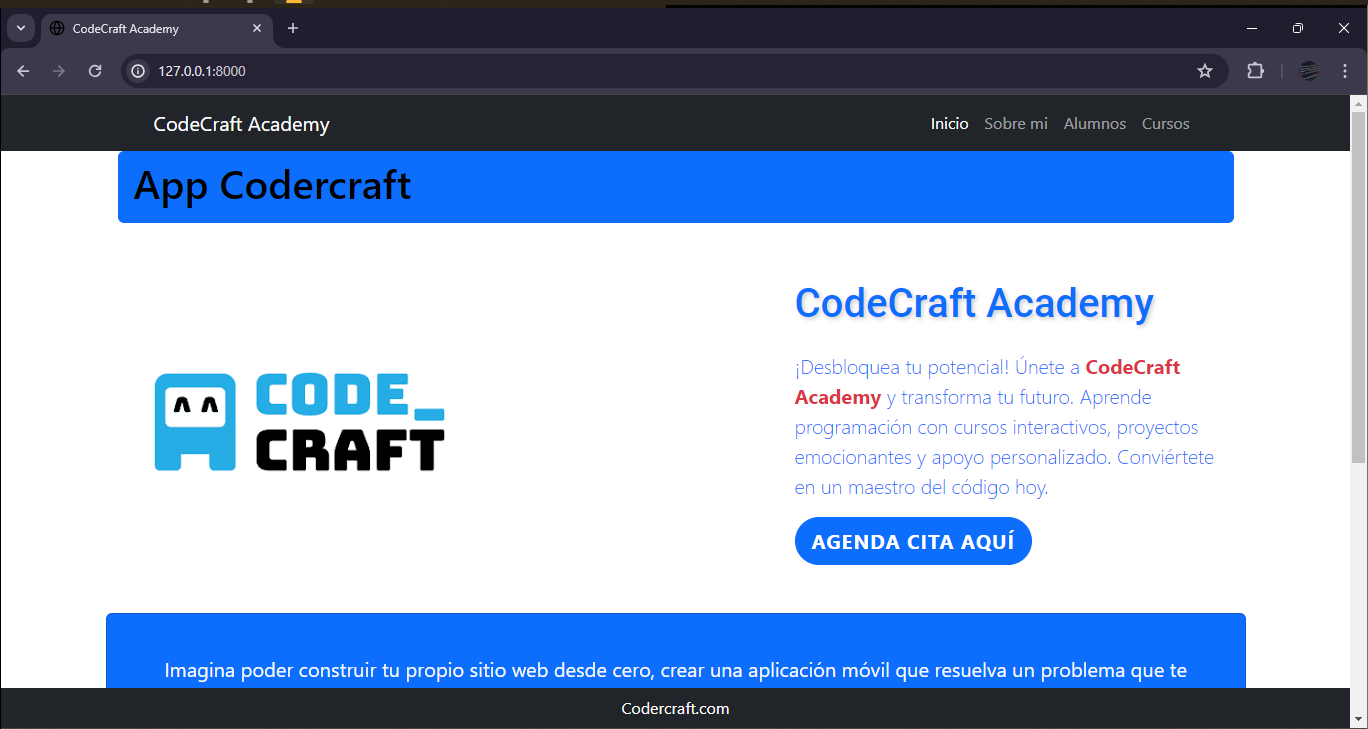 CodeCraft Academy
127.0.0.1:8000
CodeCraft Academy
Inicio Sobre mi Alumnos Cursos
App Codercraft
CODE_
CRAFT
CodeCraft Academy
¡Desbloquea tu potencial! Únete a CodeCraft
Academy y transforma tu futuro. Aprende
programación con cursos interactivos, proyectos
emocionantes y apoyo personalizado. Conviértete
en un maestro del código hoy.
AGENDA CITA AQUÍ
Imagina poder construir tu propio sitio web desde cero, crear una aplicación móvil que resuelva un problema que te
Codercraft.com